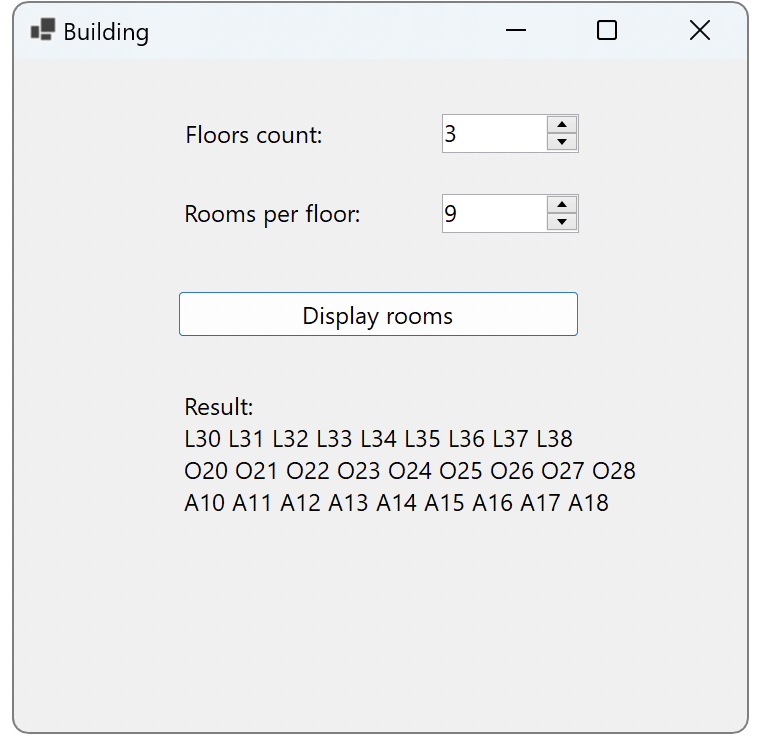 Building
Floors count: 3
Rooms per floor: 9
Display rooms
Result:
L30 L31 L32 L33 L34 L35 L36 L37 L38
O20 O21 O22 O23 O24 O25 O26 O27 O28
A10 A11 A12 A13 A14 A15 A16 A17 A18